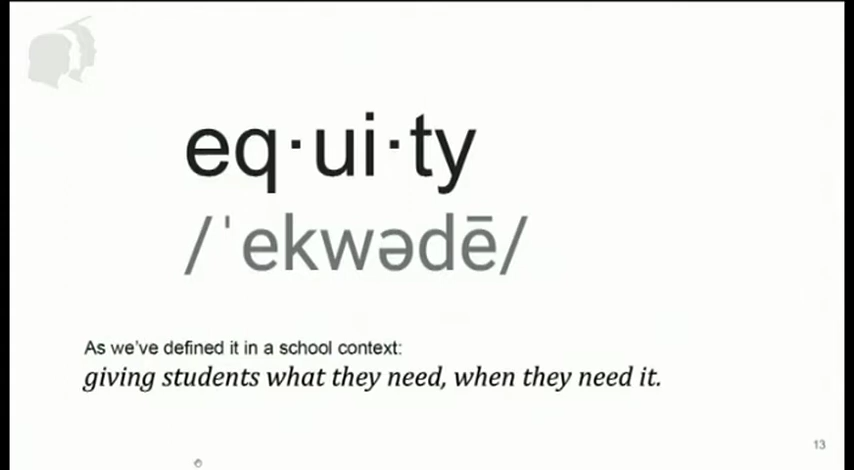 eq·ui·ty
/ˈekwədē/
As we've defined it in a school context:
giving students what they need, when they need it.
13